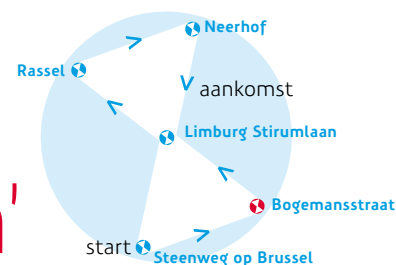 Neerhof
Rassel
aankomst
Limburg Stirumlaan
Bogemansstraat
start
Steenweg op Brussel